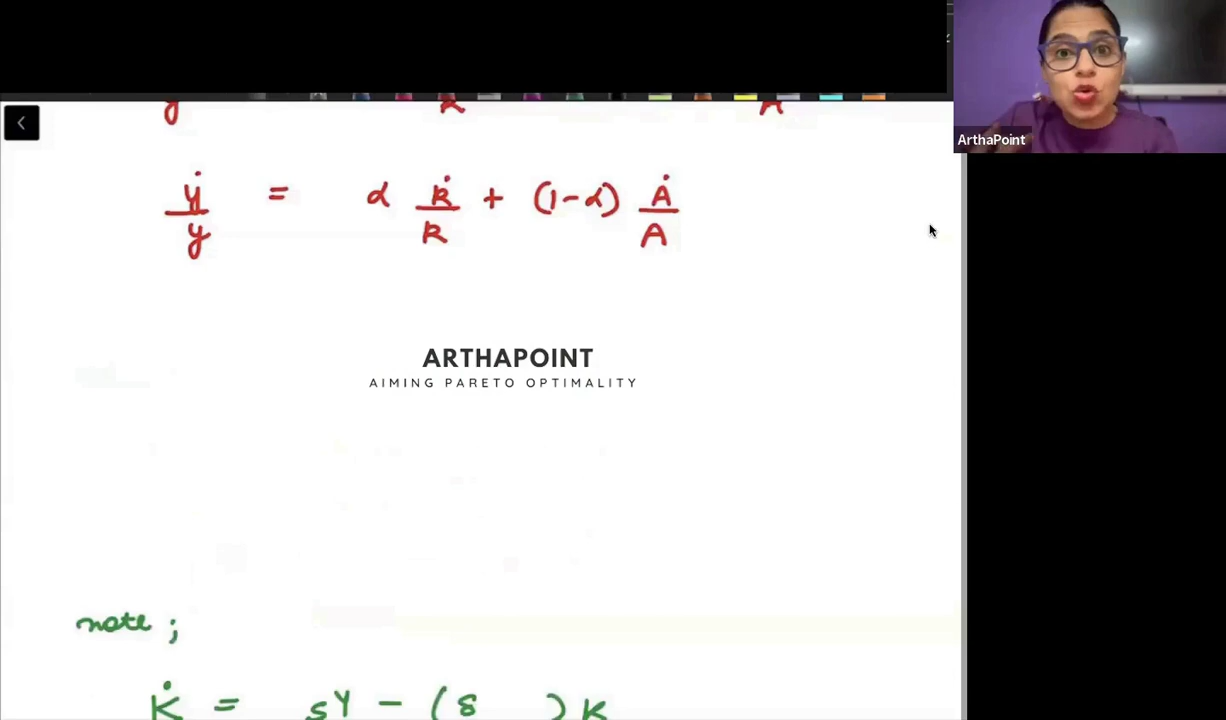 ArthaPoint
ẏ/y = α k̇/k + (1-α) Ȧ/A
ARTHAPOINT
AIMING PARETO OPTIMALITY
note ;
K̇ = sY - (δ )K